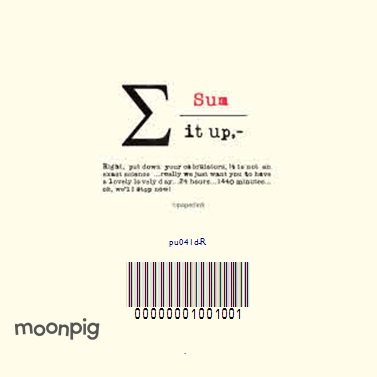 Σ Sum
it up,-
Right, put down your calculators, it is not an
exact science ...really we just want you to have
a lovely lovely day...24 hours...1440 minutes...
ok, we'll stop now!
pu041d-R
00000001001001
moonpig